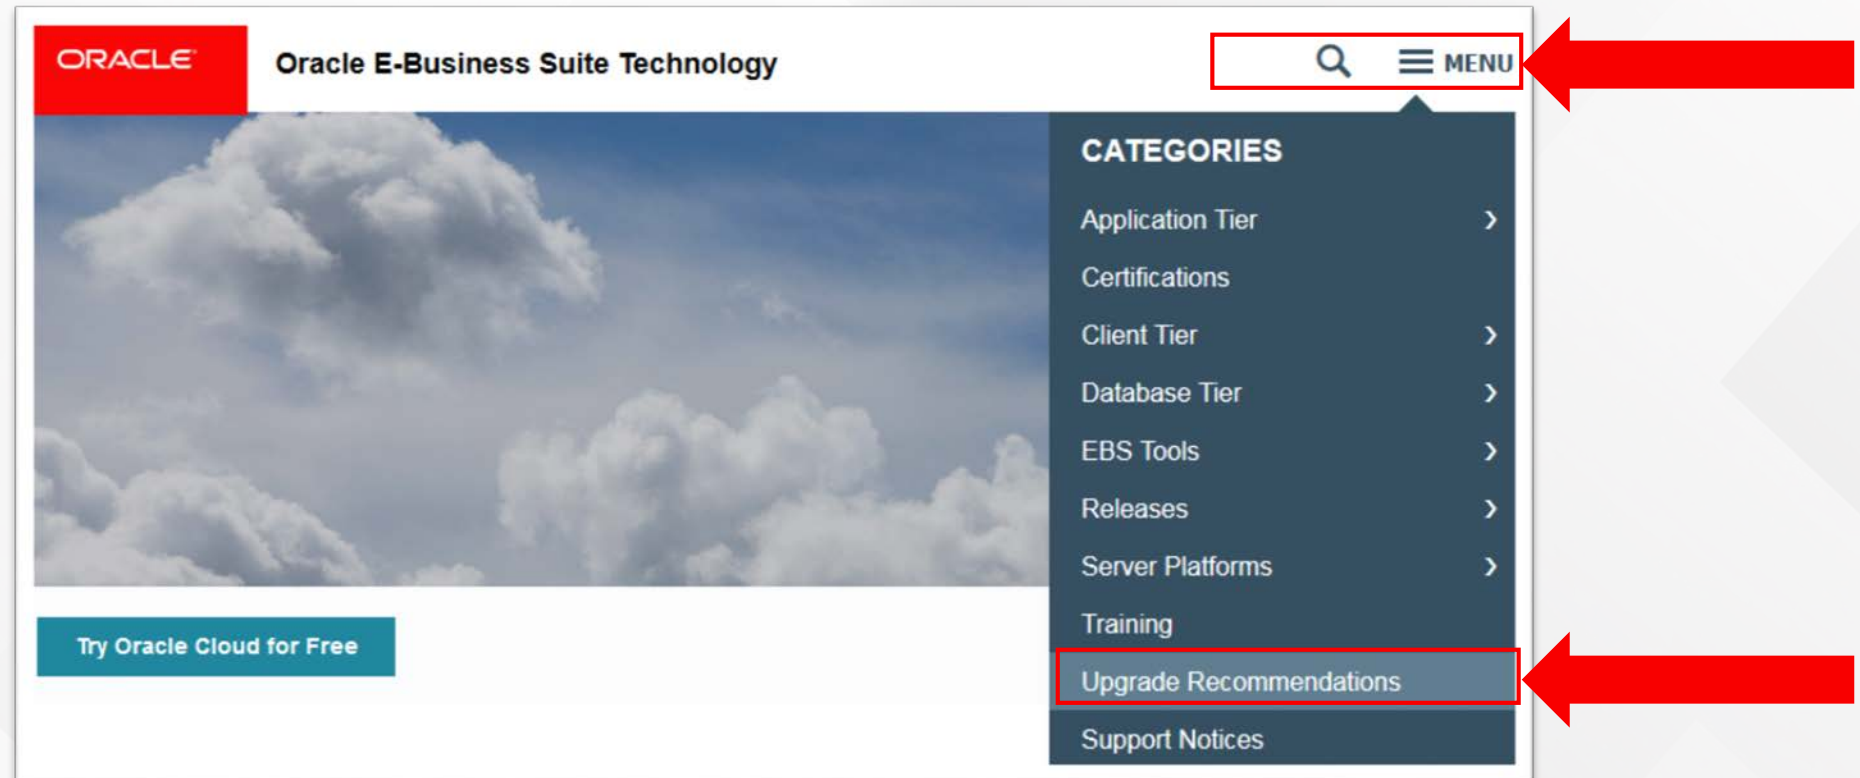 ORACLE
Oracle E-Business Suite Technology
MENU
CATEGORIES
Application Tier
Certifications
Client Tier
Database Tier
EBS Tools
Releases
Server Platforms
Training
Upgrade Recommendations
Support Notices
Try Oracle Cloud for Free